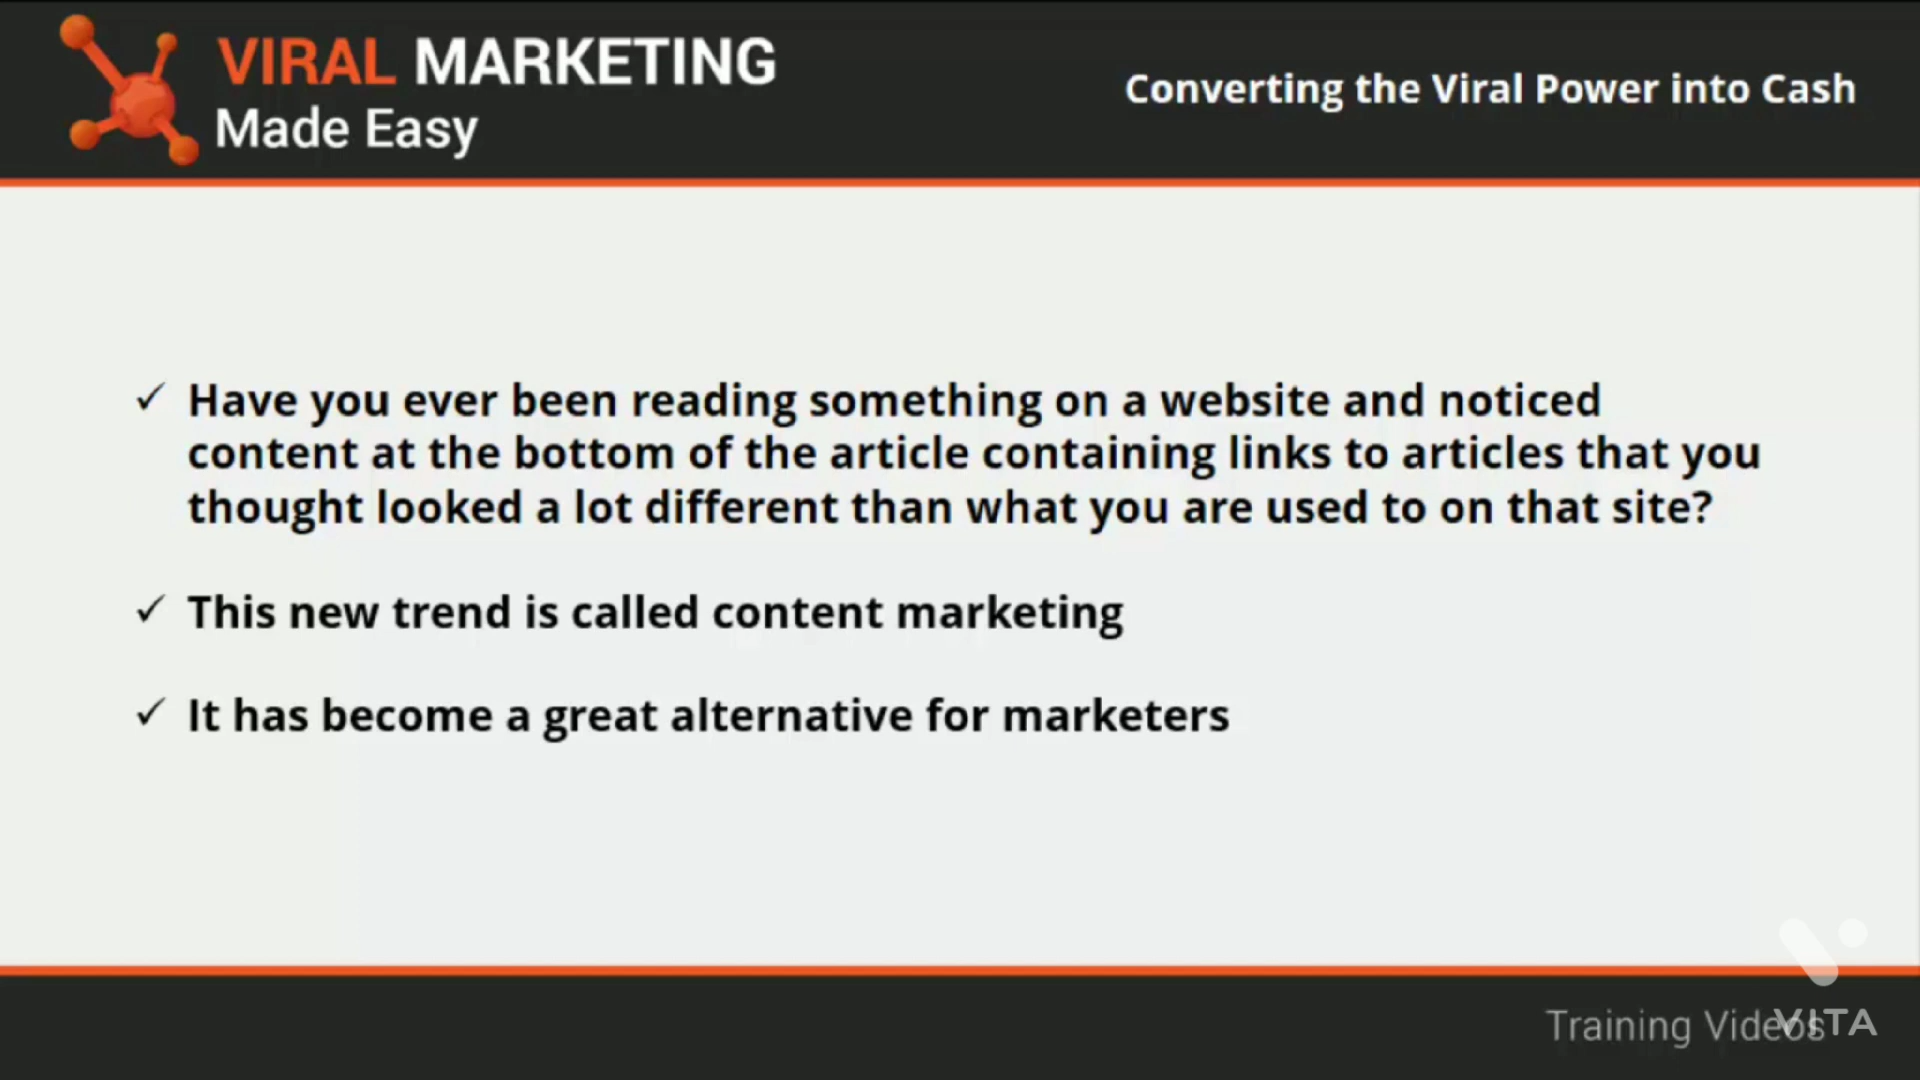 VIRAL MARKETING
Made Easy
Converting the Viral Power into Cash
✓ Have you ever been reading something on a website and noticed
content at the bottom of the article containing links to articles that you
thought looked a lot different than what you are used to on that site?
✓ This new trend is called content marketing
✓ It has become a great alternative for marketers
Training Videos
VITA